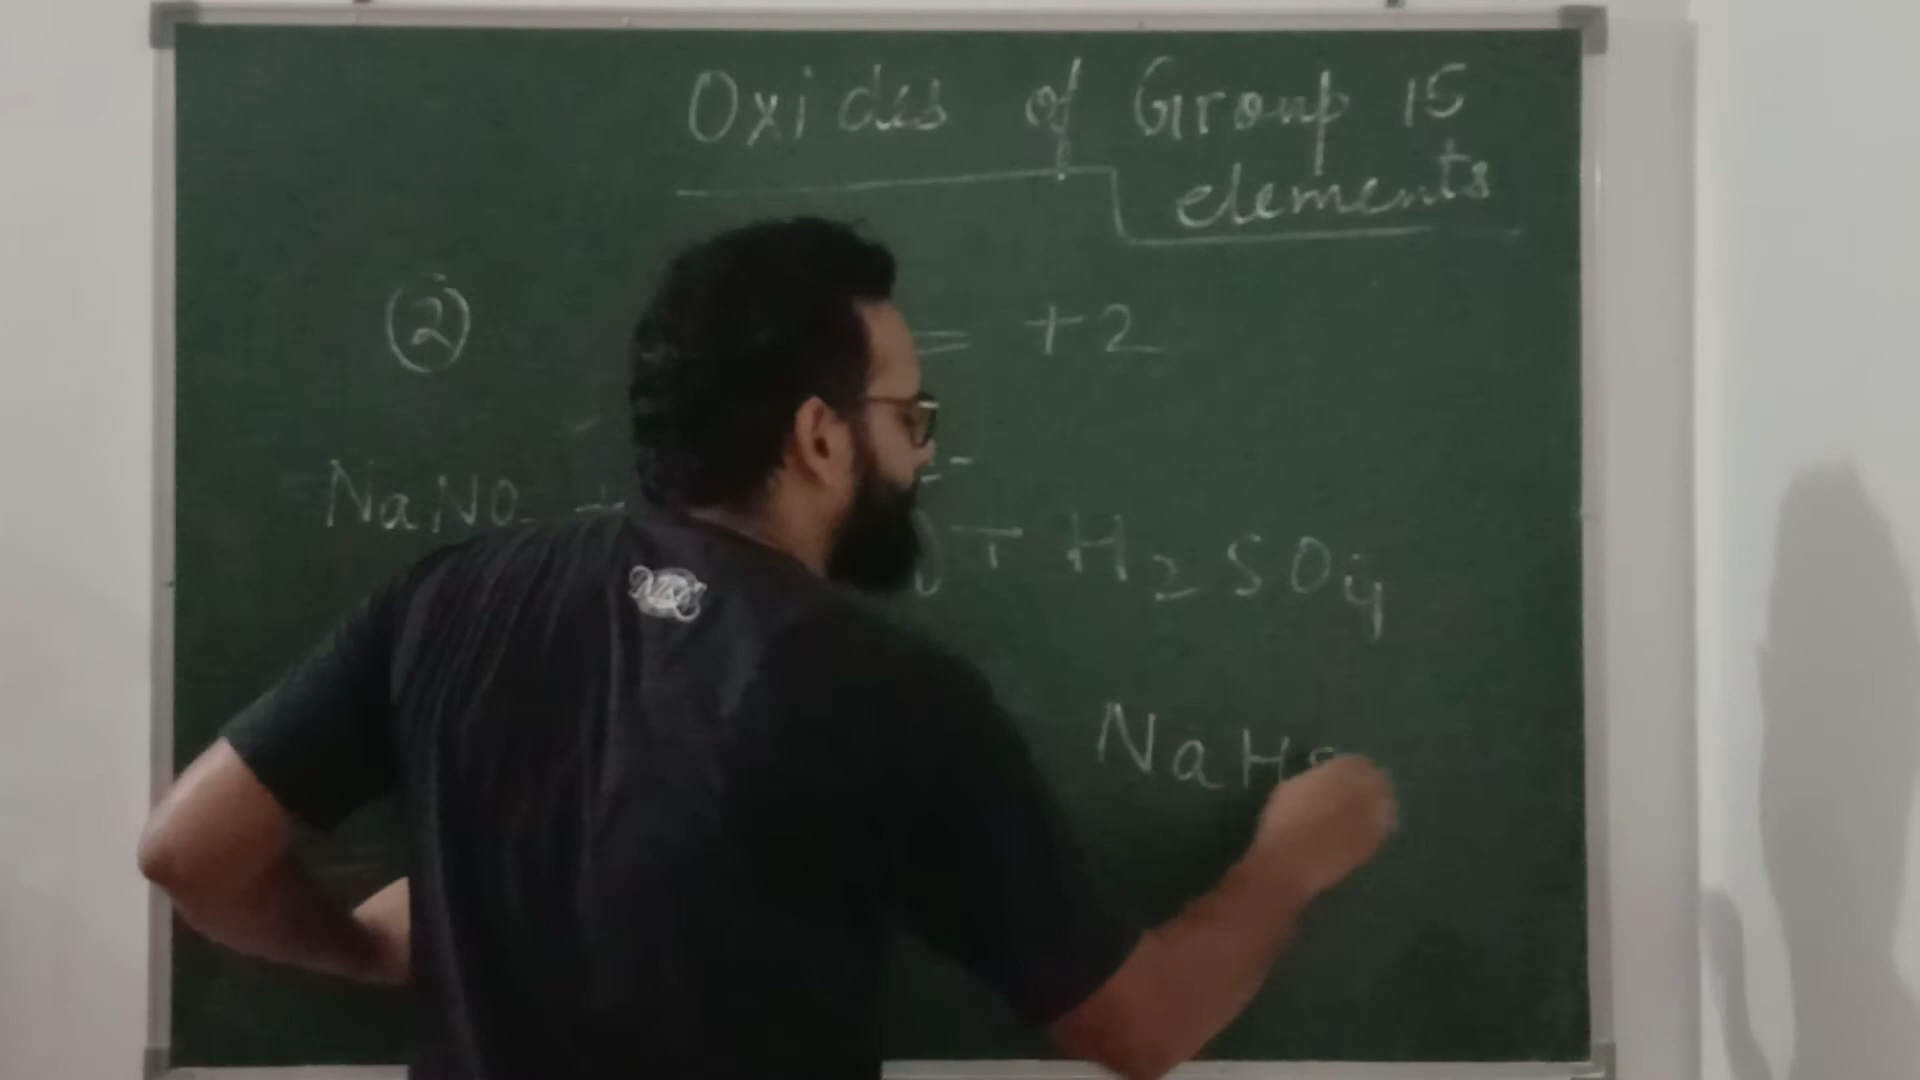 Oxides of Group 15
elements
② = +2
NaNO +
+ H2SO4
NaHS